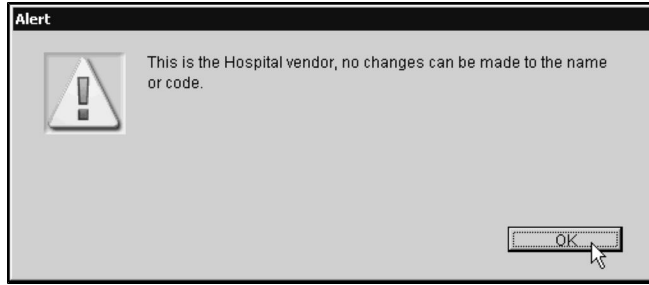 Alert
This is the Hospital vendor, no changes can be made to the name
or code.
OK